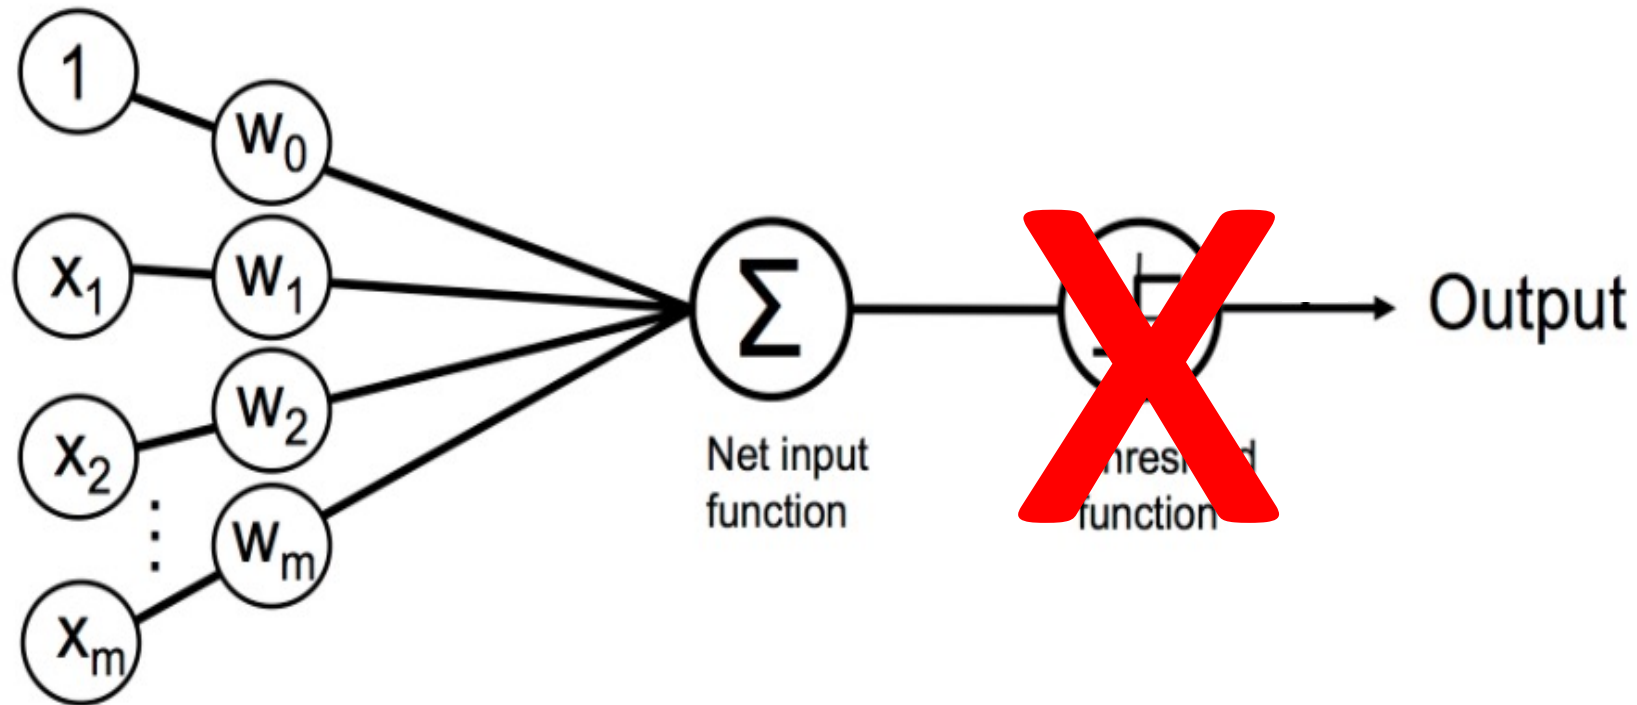 1
w₀
x₁
w₁
x₂
w₂
⋮
wₘ
xₘ
Σ
Net input
function
function
Output